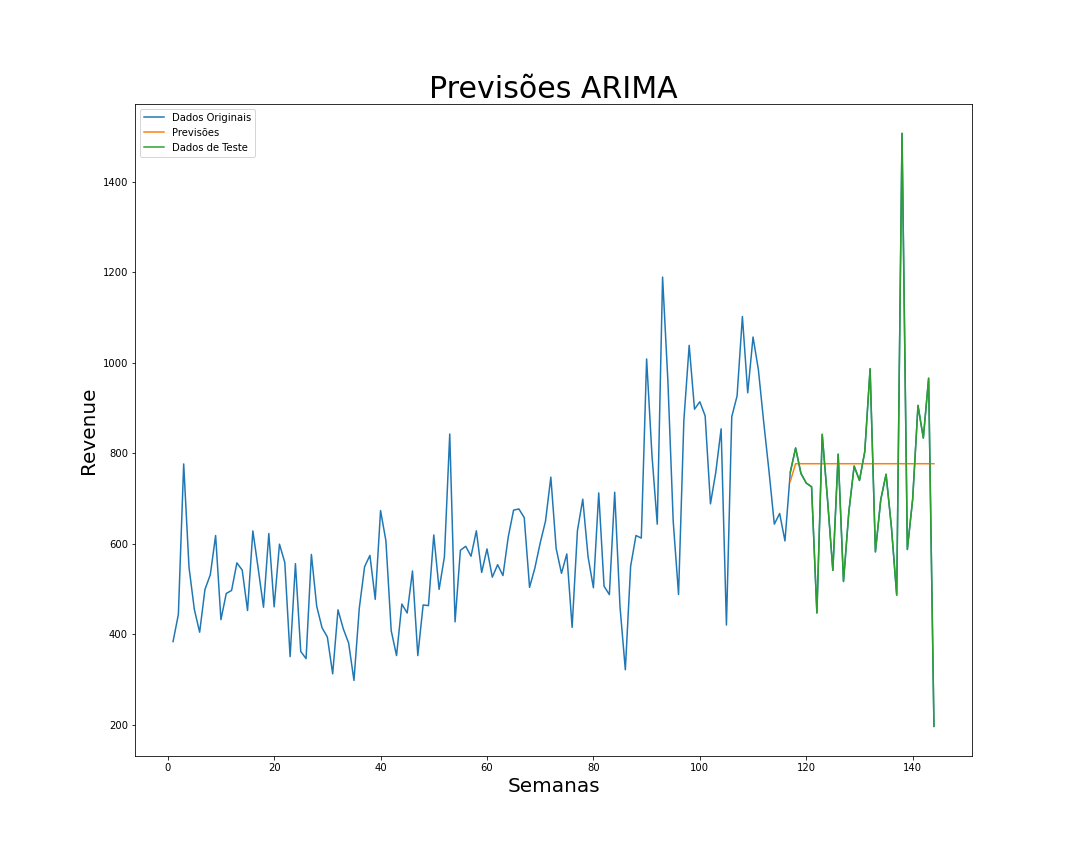 Previsões ARIMA
Dados Originais
Previsões
Dados de Teste
Revenue
1400
1200
1000
800
600
400
200
0 20 40 60 80 100 120 140
Semanas